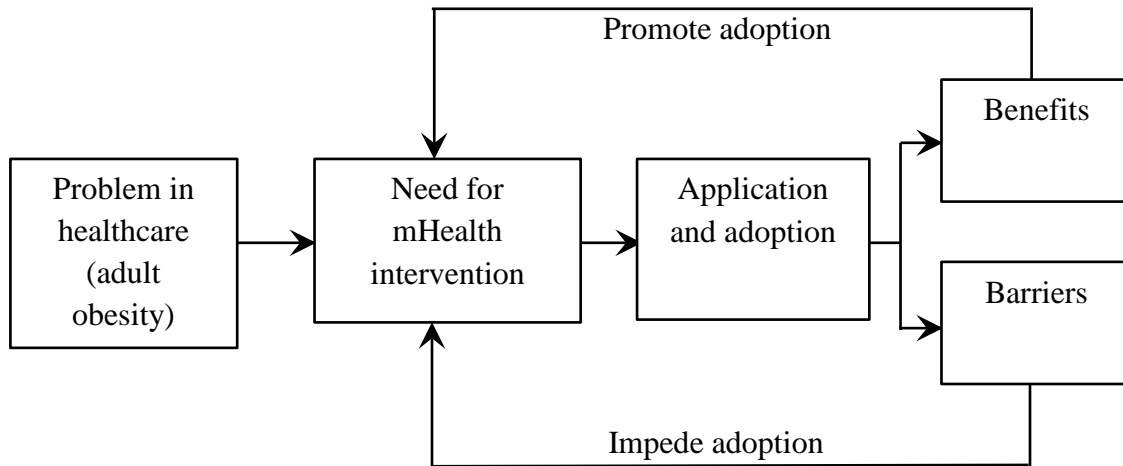 Promote adoption
Benefits
Problem in
healthcare
(adult
obesity)
Need for
mHealth
intervention
Application
and adoption
Barriers
Impede adoption